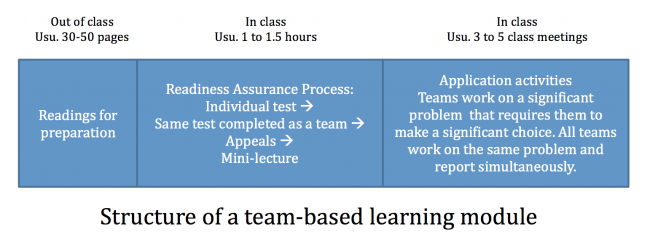 Out of class
Usu. 30-50 pages
In class
Usu. 1 to 1.5 hours
In class
Usu. 3 to 5 class meetings
Readings for
preparation
Readiness Assurance Process:
Individual test →
Same test completed as a team →
Appeals →
Mini-lecture
Application activities
Teams work on a significant
problem that requires them to
make a significant choice. All teams
work on the same problem and
report simultaneously.
Structure of a team-based learning module